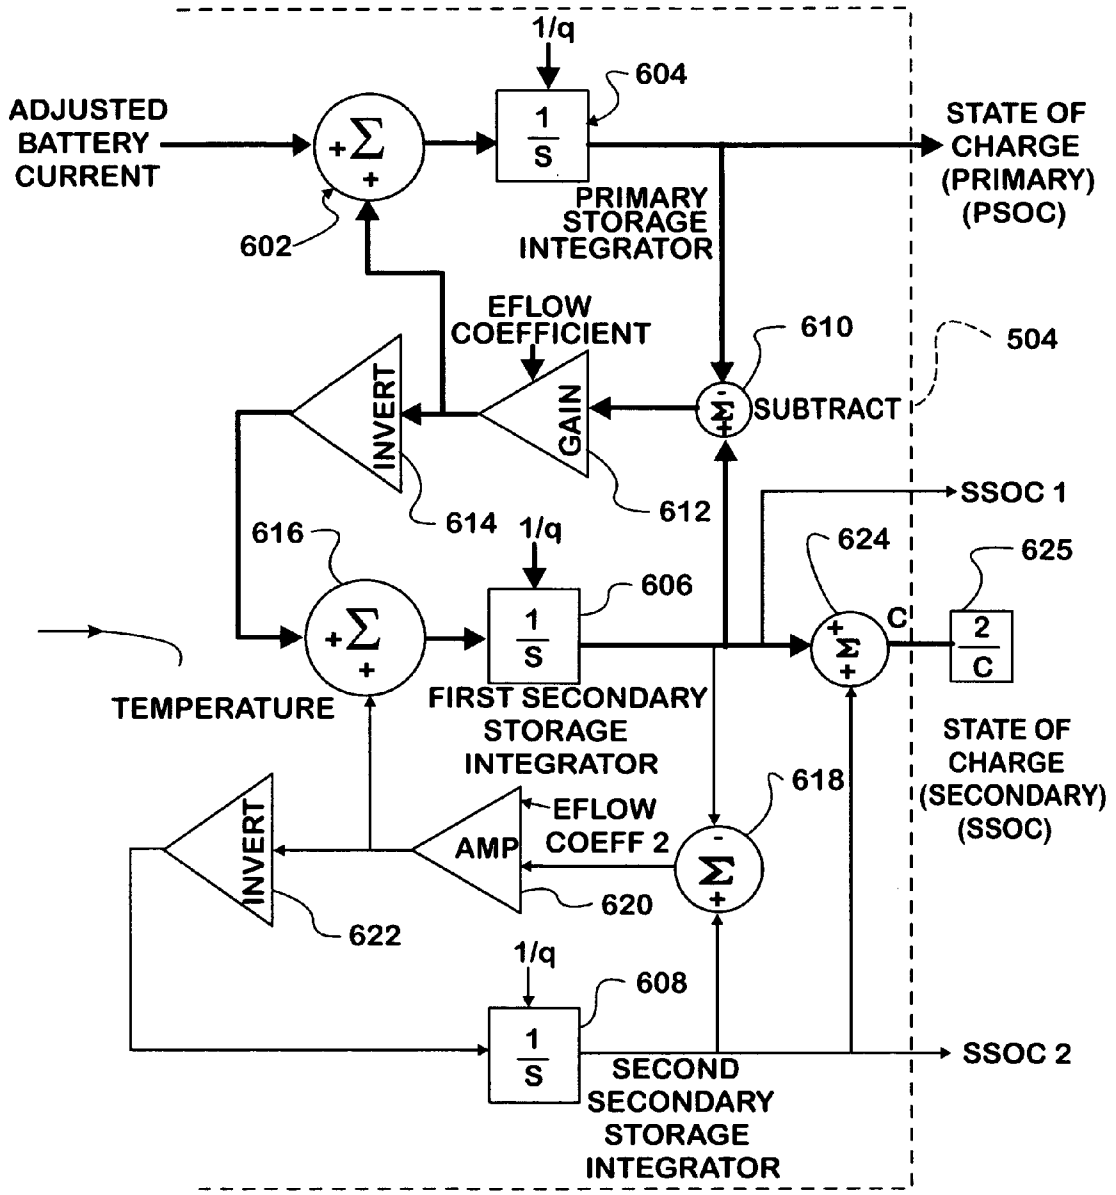 1/q
604
ADJUSTED
BATTERY
CURRENT
+ Σ
+
1
S
STATE OF
CHARGE
(PRIMARY)
(PSOC)
602
PRIMARY
STORAGE
INTEGRATOR
EFLOW
COEFFICIENT
610
504
INVERT
GAIN
-
Σ
+
SUBTRACT
614
612
SSOC 1
616
1/q
624
625
606
+ Σ
+
1
S
+
Σ
+
C
2
C
TEMPERATURE
FIRST SECONDARY
STORAGE
INTEGRATOR
STATE OF
CHARGE
(SECONDARY)
(SSOC)
618
INVERT
AMP
EFLOW
COEFF 2
-
Σ
+
620
622
1/q
608
1
S
SSOC 2
SECOND
SECONDARY
STORAGE
INTEGRATOR